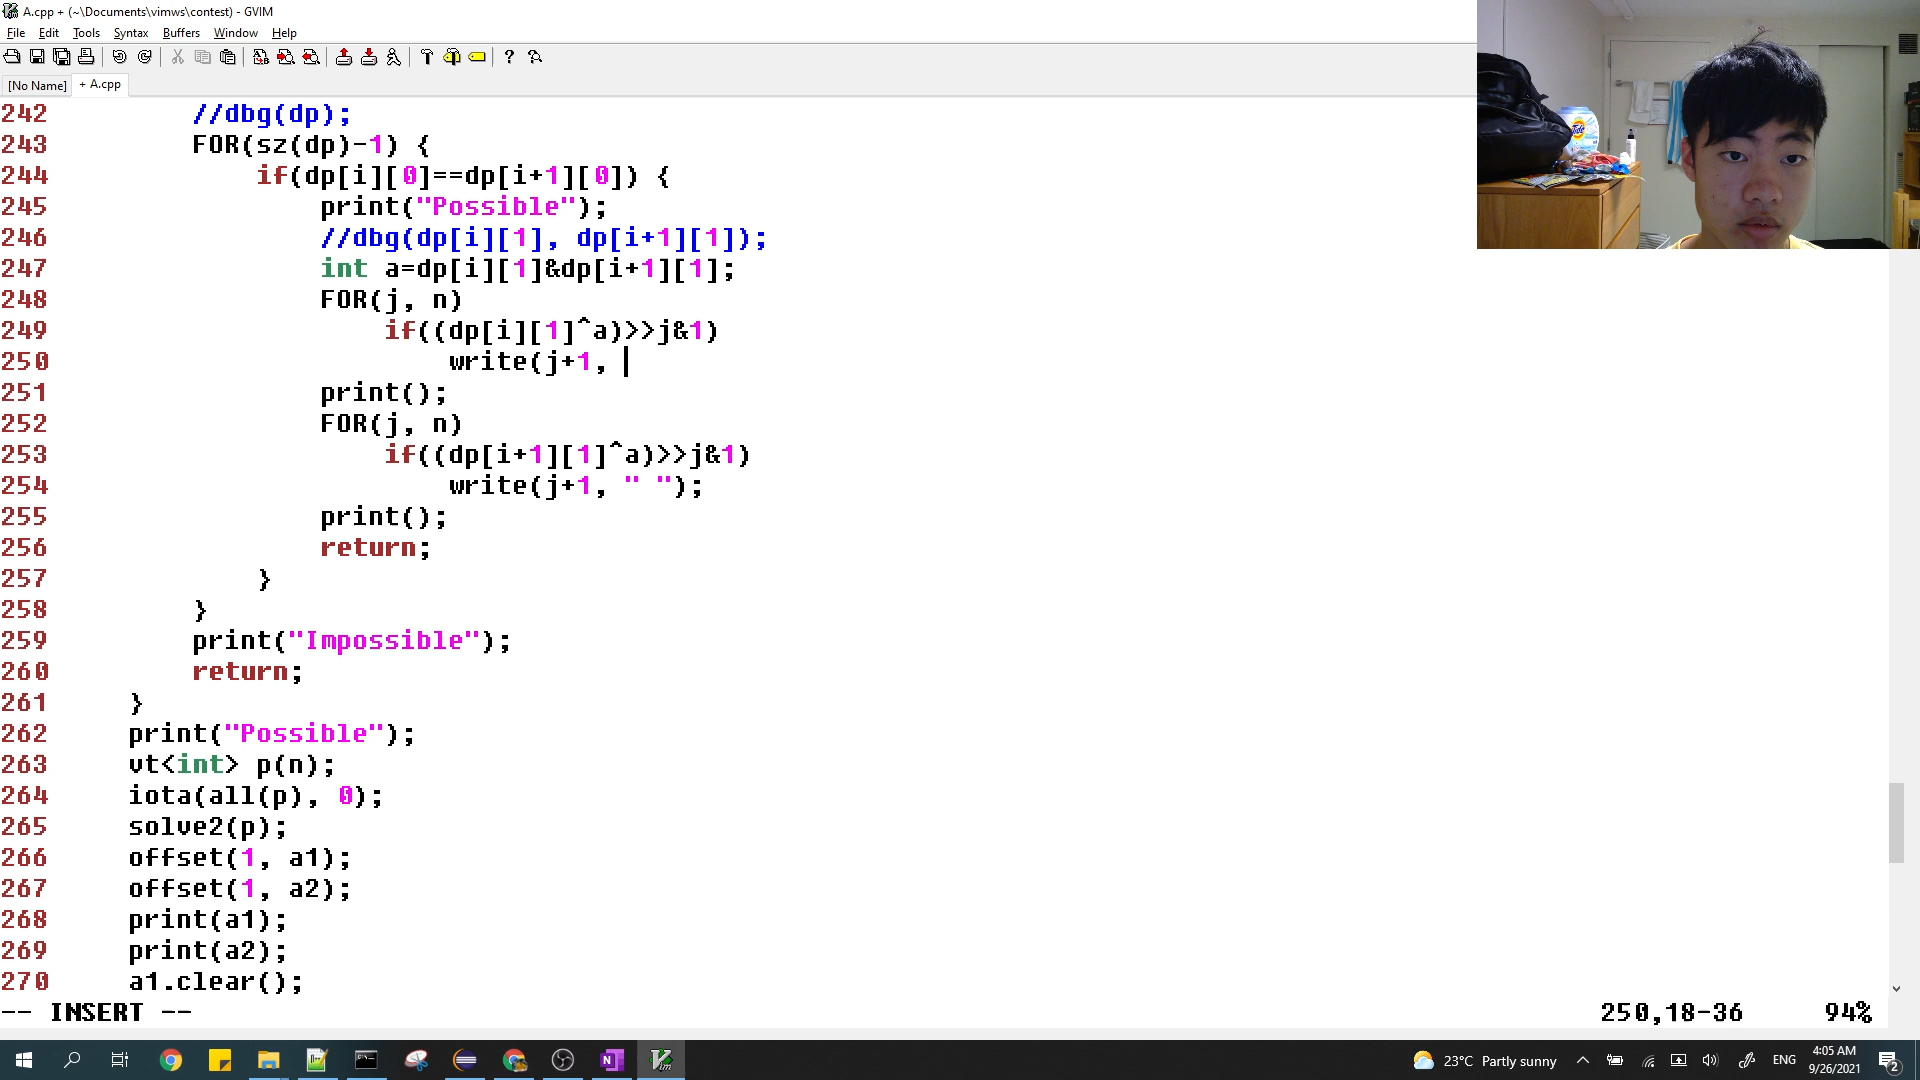 A.cpp + (~\Documents\vimws\contest) - GVIM
File Edit Tools Syntax Buffers Window Help
[No Name] + A.cpp
242 //dbg(dp);
243 FOR(sz(dp)-1) {
244 if(dp[i][0]==dp[i+1][0]) {
245 print("Possible");
246 //dbg(dp[i][1], dp[i+1][1]);
247 int a=dp[i][1]&dp[i+1][1];
248 FOR(j, n)
249 if((dp[i][1]^a)>>j&1)
250 write(j+1, 
251 print();
252 FOR(j, n)
253 if((dp[i+1][1]^a)>>j&1)
254 write(j+1, " ");
255 print();
256 return;
257 }
258 }
259 print("Impossible");
260 return;
261 }
262 print("Possible");
263 vt<int> p(n);
264 iota(all(p), 0);
265 solve2(p);
266 offset(1, a1);
267 offset(1, a2);
268 print(a1);
269 print(a2);
270 a1.clear();
-- INSERT -- 250,18-36 94%
Tide
23°C Partly sunny ENG 4:05 AM
9/26/2021 2